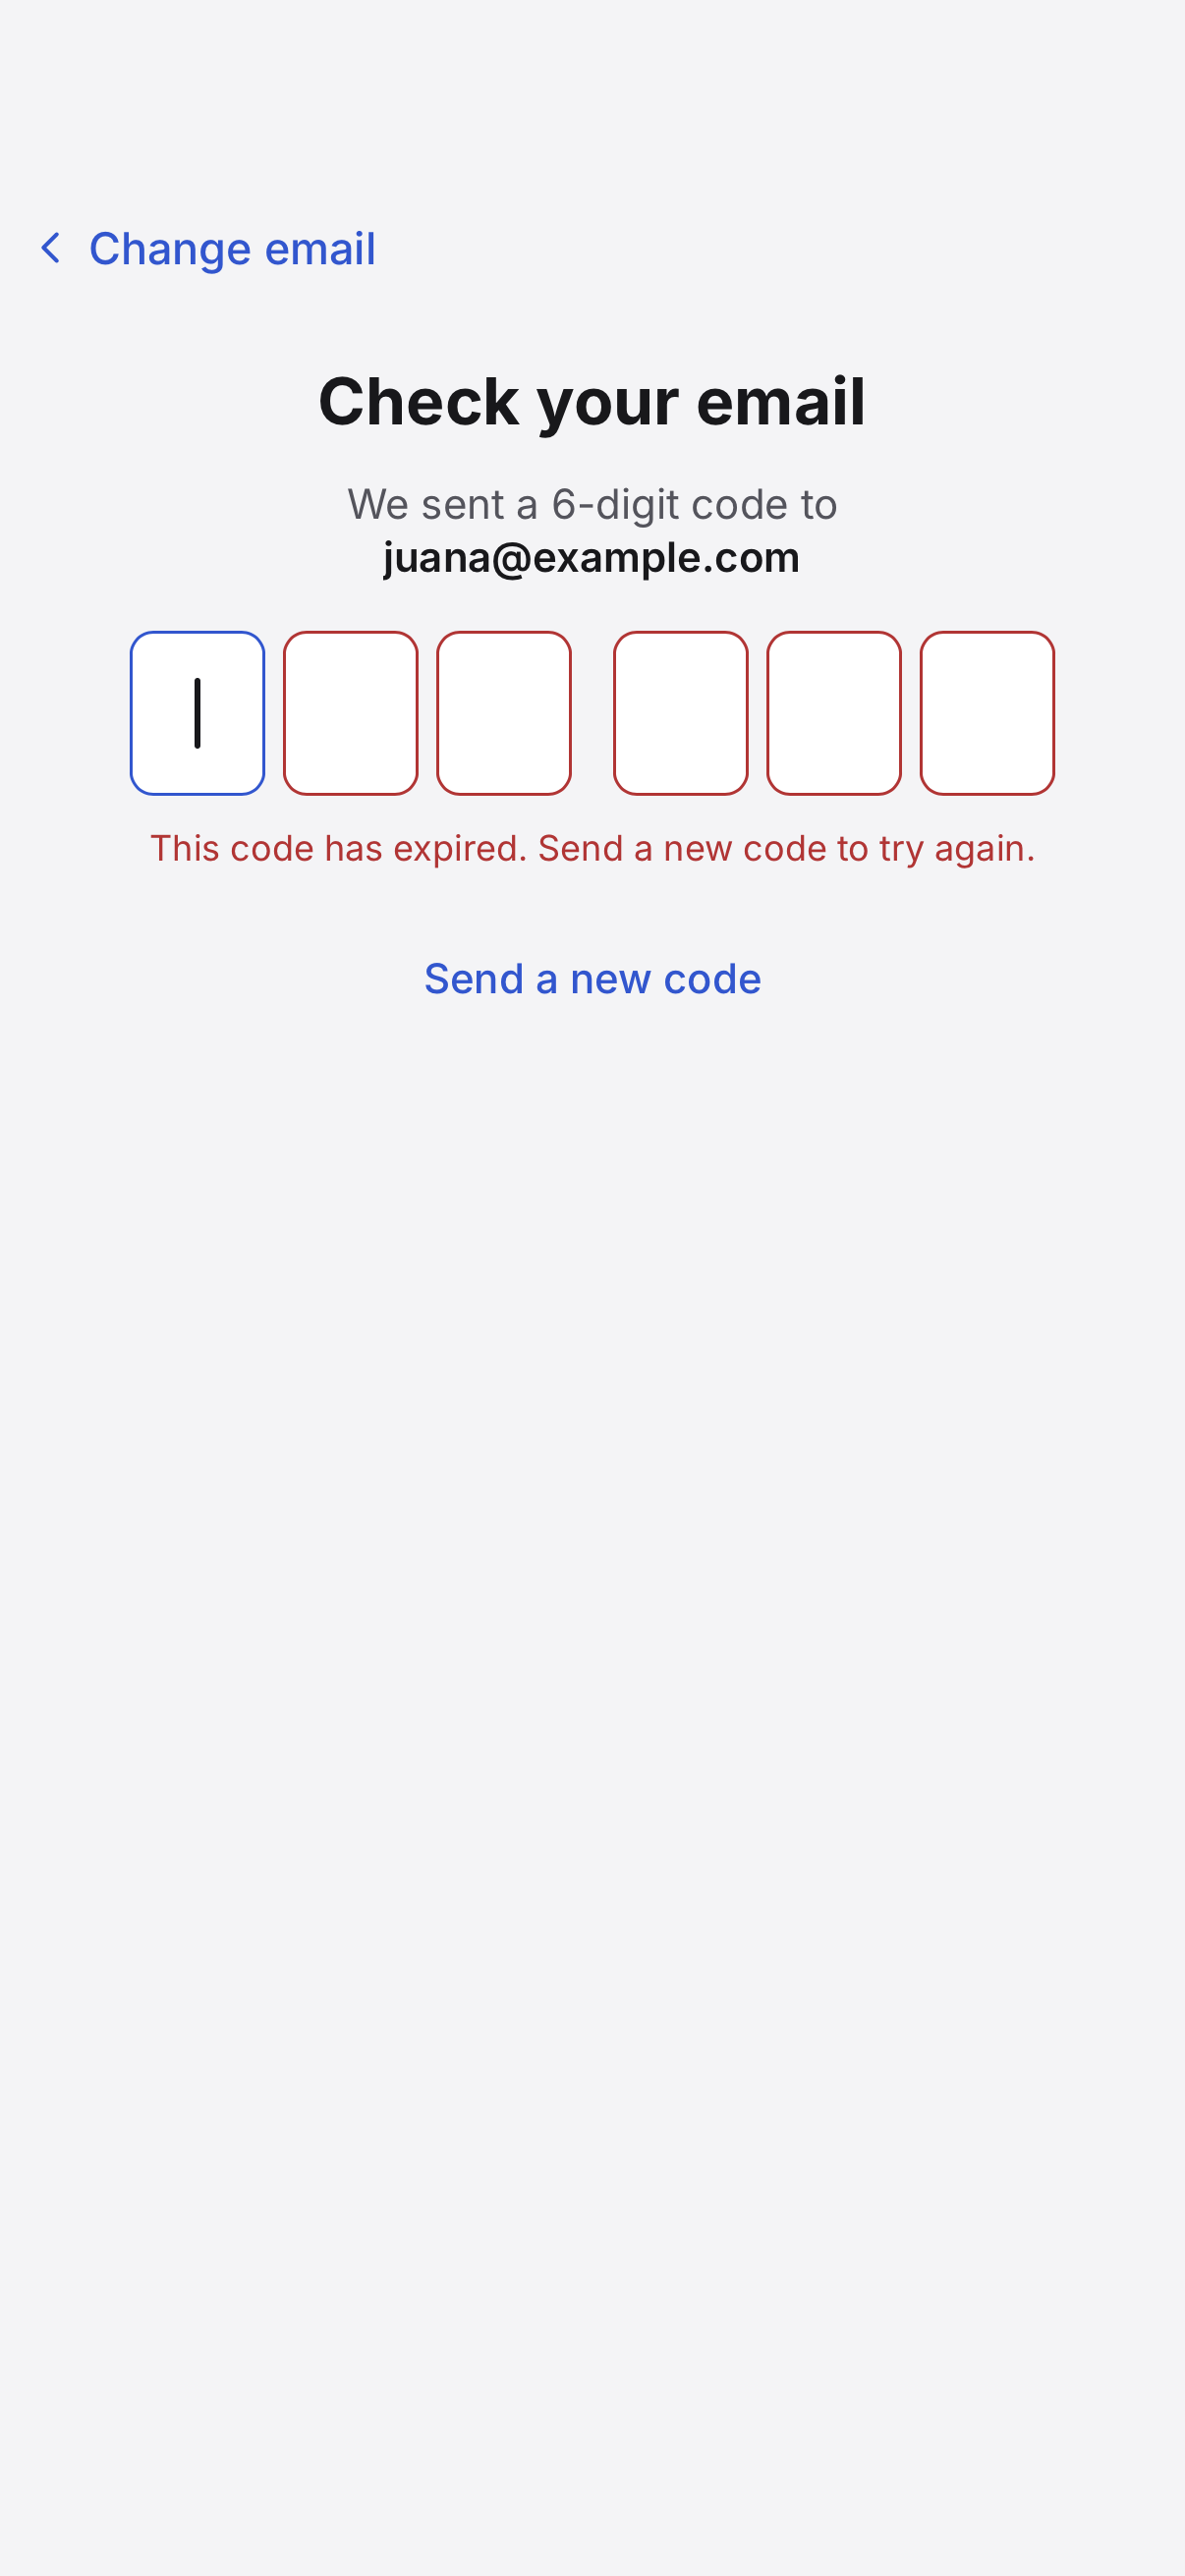 Change email
Check your email
We sent a 6-digit code to
juana@example.com
This code has expired. Send a new code to try again.
Send a new code